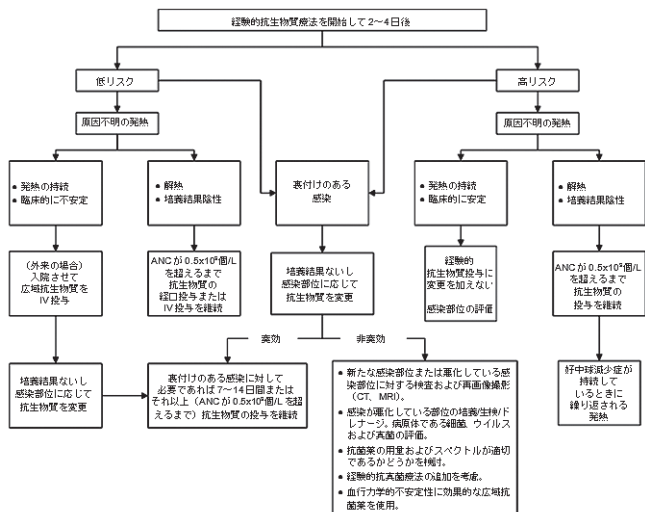 経験的抗生物質療法を開始して2～4日後
低リスク
高リスク
原因不明の発熱
原因不明の発熱
● 発熱の持続
● 臨床的に不安定
● 解熱
● 培養結果陰性
裏付けのある
感染
● 発熱の持続
● 臨床的に安定
● 解熱
● 培養結果陰性
（外来の場合）
入院させて
広域抗生物質を
IV投与
ANCが0.5x10⁹個/L
を超えるまで
抗生物質の
経口投与または
IV投与を継続
培養結果ないし
感染部位に応じて
抗生物質を変更
経験的
抗生物質投与に
変更を加えない
感染部位の評価
ANCが0.5x10⁹個/L
を超えるまで
抗生物質の
投与を継続
奏効
非奏効
培養結果ないし
感染部位に応じて
抗生物質を変更
裏付けのある感染に対して
必要であれば7～14日間または
それ以上（ANCが0.5x10⁹個/Lを超
えるまで）抗生物質の投与を継続
● 新たな感染部位または悪化している感
染部位に対する検査および再画像撮影
（CT、MRI）。
● 感染が悪化している部位の培養/生検/ド
レナージ。病原体である細菌、ウイルス
および真菌の評価。
● 抗菌薬の用量およびスペクトルが適切
であるかどうかを検討。
● 経験的抗真菌療法の追加を考慮。
● 血行力学的不安定性に効果的な広域抗
菌薬を使用。
好中球減少症が
持続して
いるときに
繰り返される
発熱